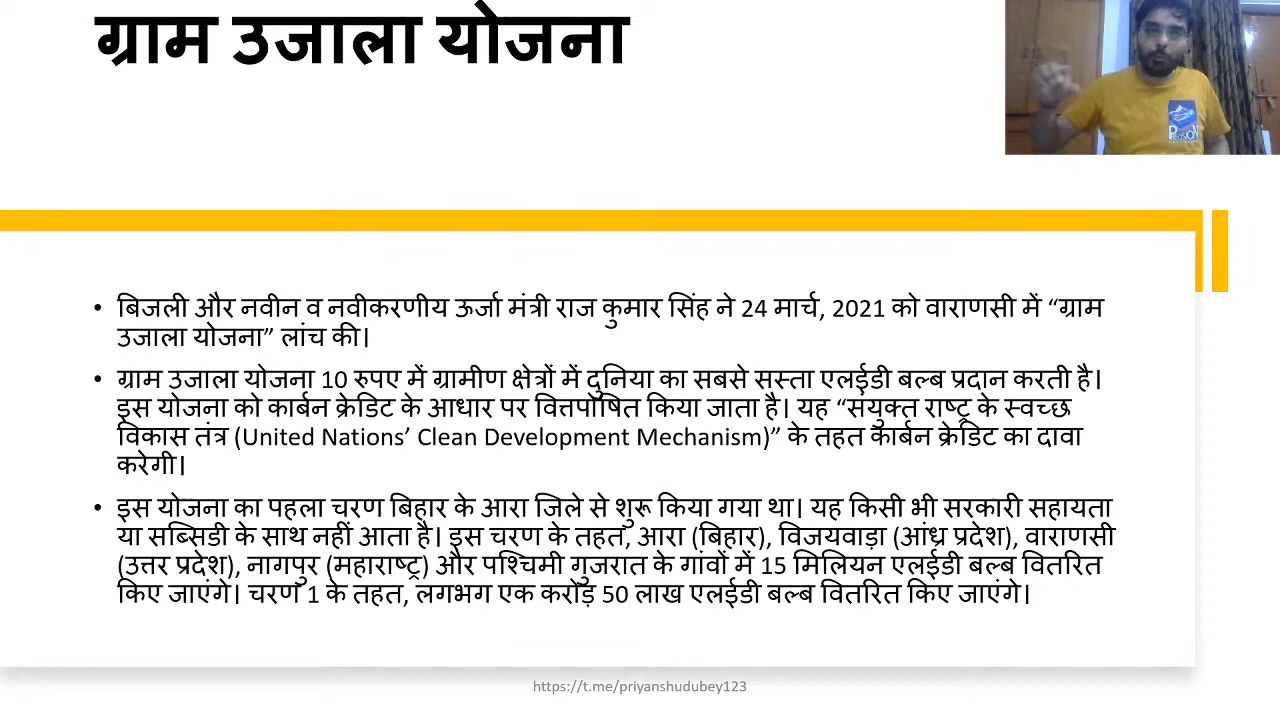 ग्राम उजाला योजना
• बिजली और नवीन व नवीकरणीय ऊर्जा मंत्री राज कुमार सिंह ने 24 मार्च, 2021 को वाराणसी में “ग्राम
उजाला योजना” लांच की।
• ग्राम उजाला योजना 10 रुपए में ग्रामीण क्षेत्रों में दुनिया का सबसे सस्ता एलईडी बल्ब प्रदान करती है।
इस योजना को कार्बन क्रेडिट के आधार पर वित्तपोषित किया जाता है। यह “संयुक्त राष्ट्र के स्वच्छ
विकास तंत्र (United Nations’ Clean Development Mechanism)” के तहत कार्बन क्रेडिट का दावा
करेगी।
• इस योजना का पहला चरण बिहार के आरा जिले से शुरू किया गया था। यह किसी भी सरकारी सहायता
या सब्सिडी के साथ नहीं आता है। इस चरण के तहत, आरा (बिहार), विजयवाड़ा (आंध्र प्रदेश), वाराणसी
(उत्तर प्रदेश), नागपुर (महाराष्ट्र) और पश्चिमी गुजरात के गांवों में 15 मिलियन एलईडी बल्ब वितरित
किए जाएंगे। चरण 1 के तहत, लगभग एक करोड़ 50 लाख एलईडी बल्ब वितरित किए जाएंगे।
https://t.me/priyanshudubey123